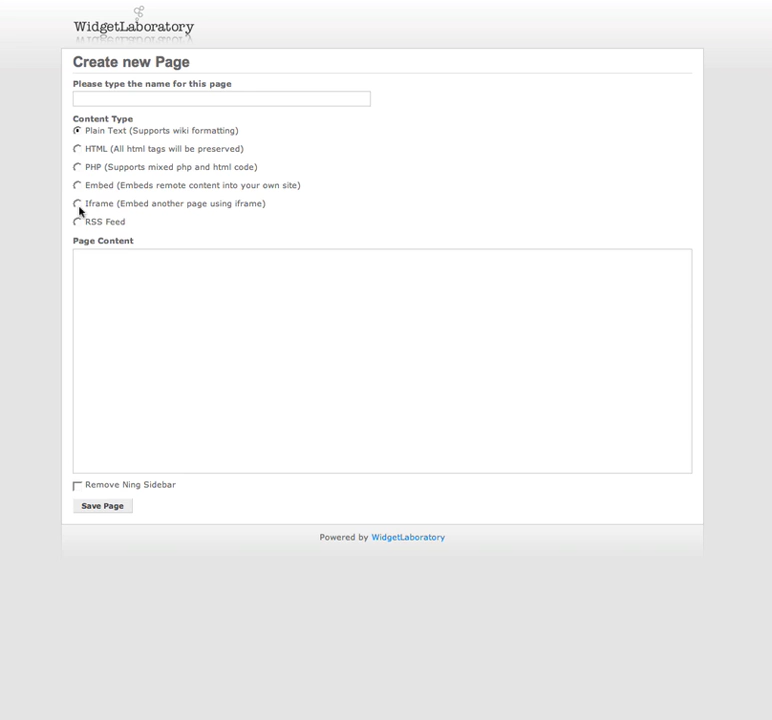 WidgetLaboratory
Create new Page
Please type the name for this page
Content Type
Plain Text (Supports wiki formatting)
HTML (All html tags will be preserved)
PHP (Supports mixed php and html code)
Embed (Embeds remote content into your own site)
Iframe (Embed another page using iframe)
RSS Feed
Page Content
Remove Ning Sidebar
Save Page
Powered by WidgetLaboratory